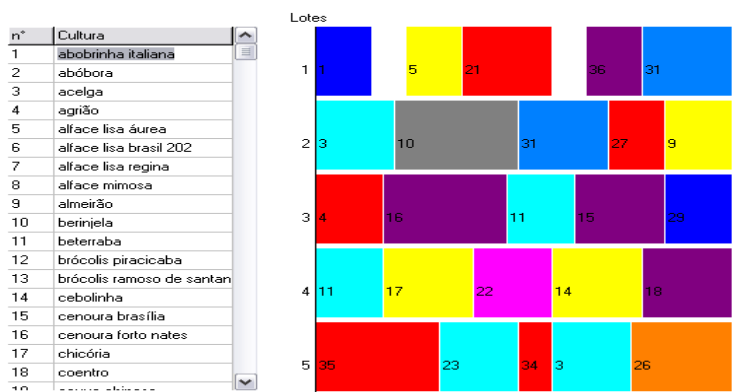 Lotes
n° Cultura
1 abobrinha italiana
2 abóbora
3 acelga
4 agrião
5 alface lisa áurea
6 alface lisa brasil 202
7 alface lisa regina
8 alface mimosa
9 almeirão
10 berinjela
11 beterraba
12 brócolis piracicaba
13 brócolis ramoso de santan
14 cebolinha
15 cenoura brasília
16 cenoura forto nates
17 chicória
18 coentro
1 1 5 21 36 31
2 3 10 31 27 9
3 4 16 11 15 29
4 11 17 22 14 18
5 35 23 34 3 26